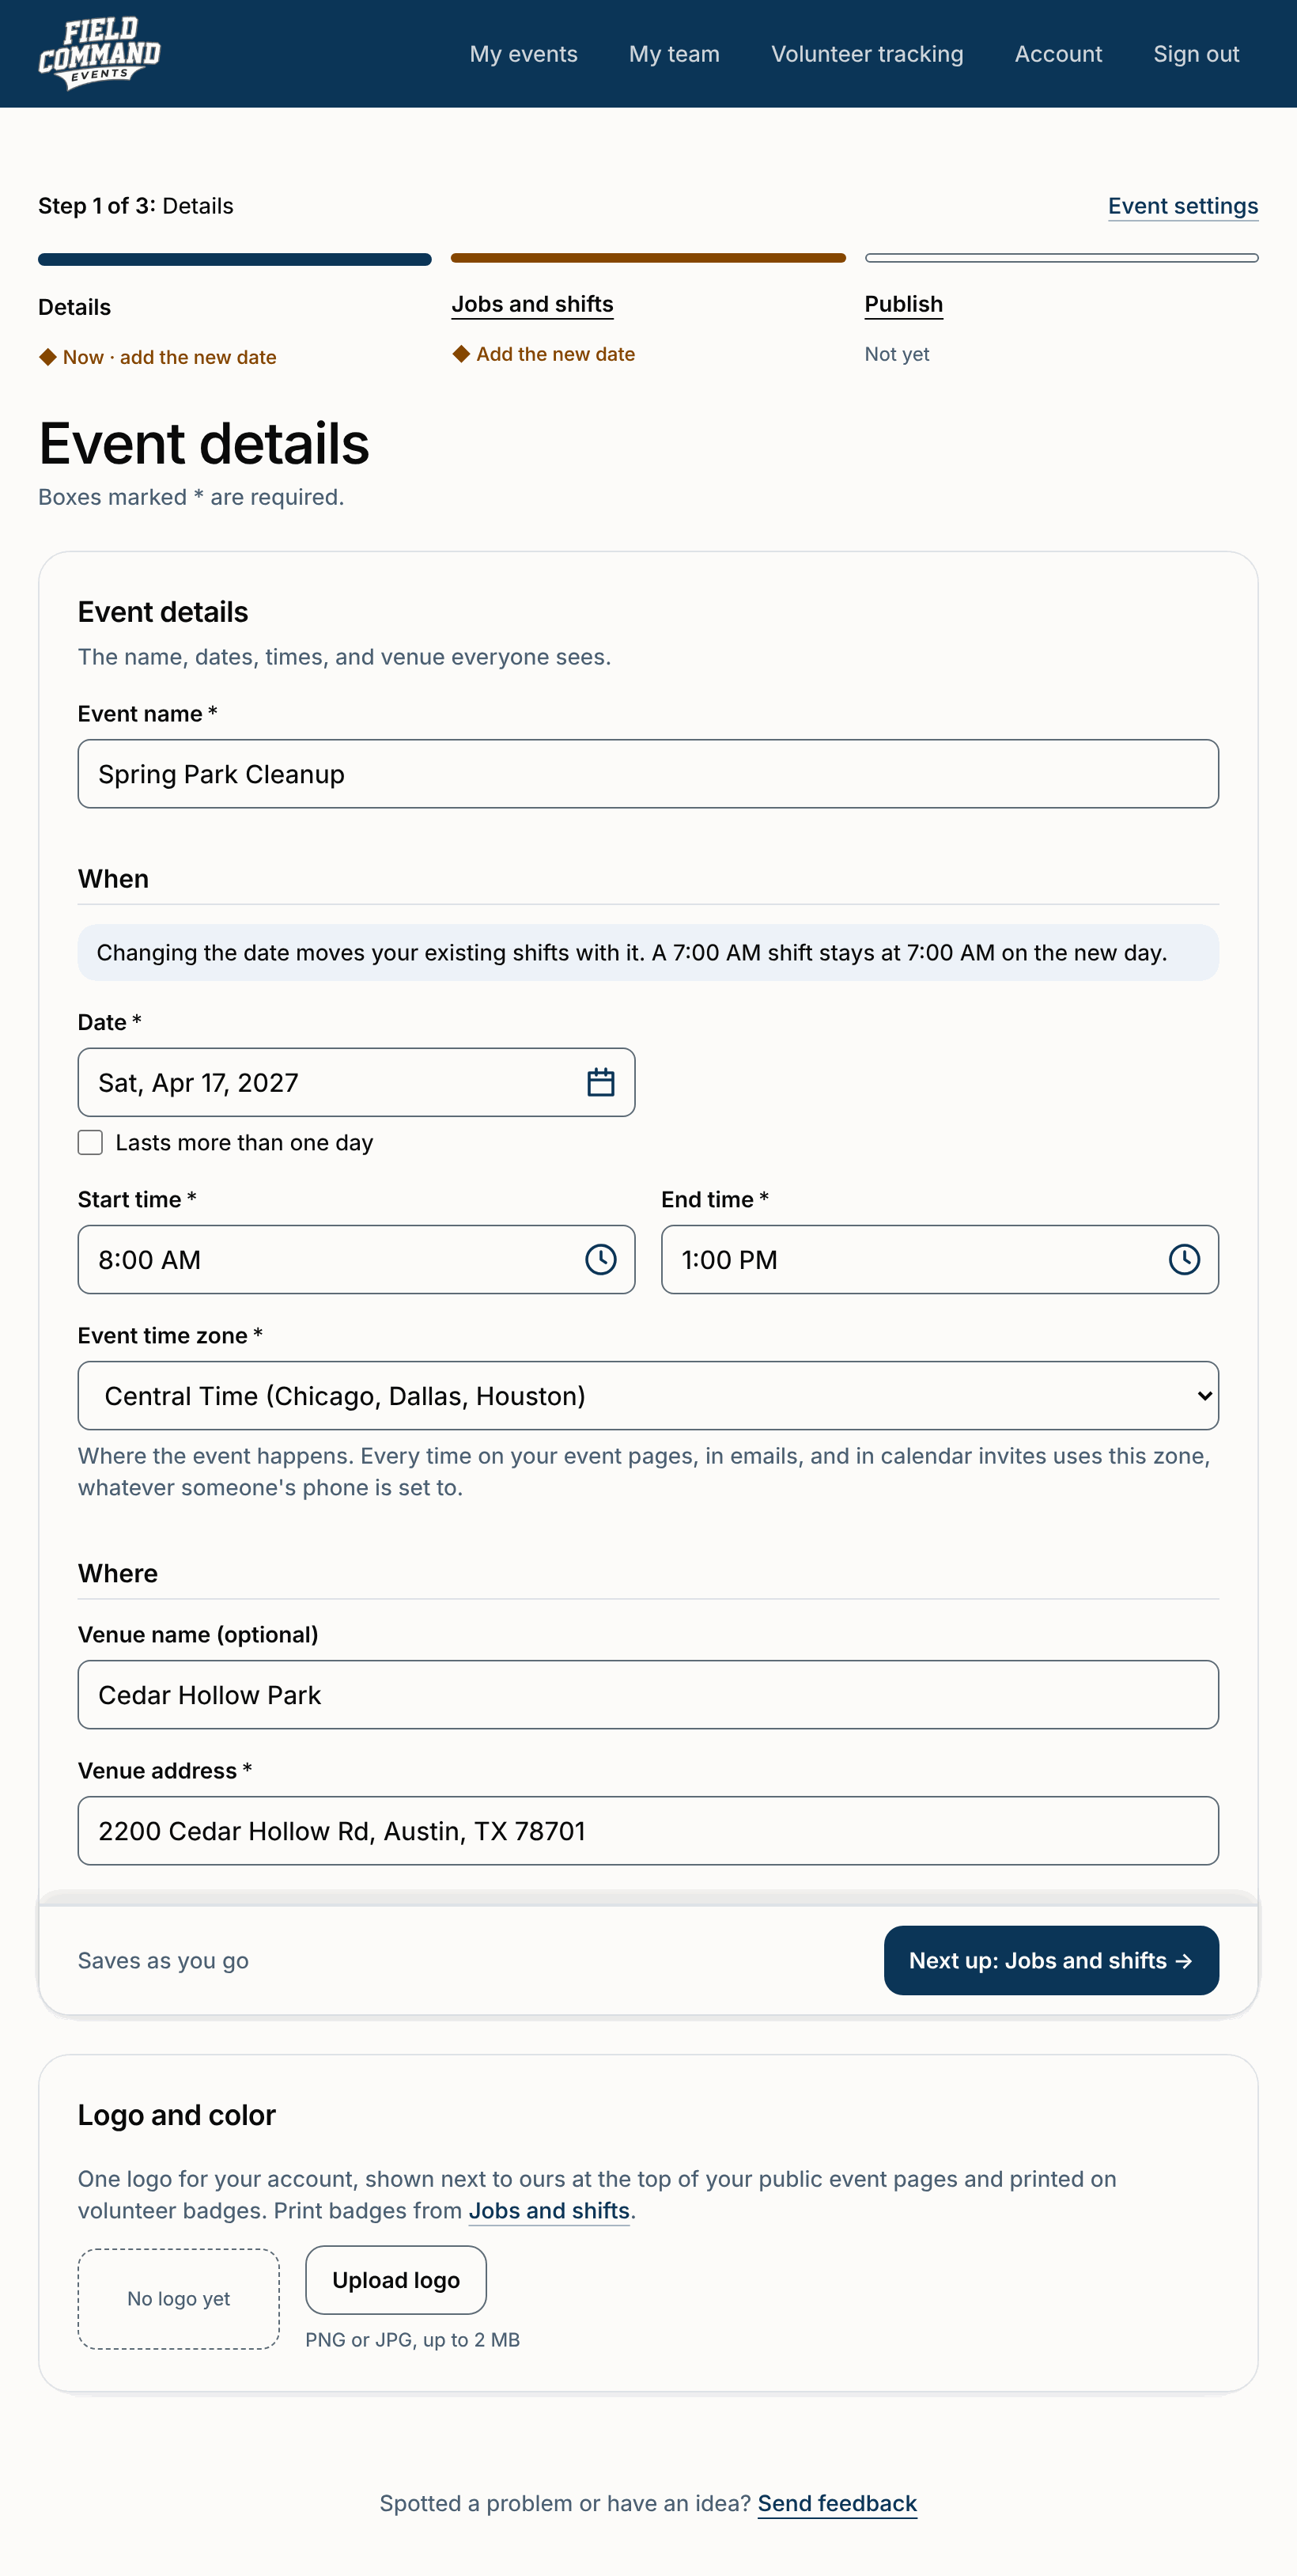 FIELD
COMMAND
EVENTS
My events
My team
Volunteer tracking
Account
Sign out
Step 1 of 3: Details
Event settings
Details
Jobs and shifts
Publish
◆ Now · add the new date
◆ Add the new date
Not yet
Event details
Boxes marked * are required.
Event details
The name, dates, times, and venue everyone sees.
Event name *
Spring Park Cleanup
When
Changing the date moves your existing shifts with it. A 7:00 AM shift stays at 7:00 AM on the new day.
Date *
Sat, Apr 17, 2027
Lasts more than one day
Start time *
End time *
8:00 AM
1:00 PM
Event time zone *
Central Time (Chicago, Dallas, Houston)
Where the event happens. Every time on your event pages, in emails, and in calendar invites uses this zone,
whatever someone's phone is set to.
Where
Venue name (optional)
Cedar Hollow Park
Venue address *
2200 Cedar Hollow Rd, Austin, TX 78701
Saves as you go
Next up: Jobs and shifts →
Logo and color
One logo for your account, shown next to ours at the top of your public event pages and printed on
volunteer badges. Print badges from Jobs and shifts.
No logo yet
Upload logo
PNG or JPG, up to 2 MB
Spotted a problem or have an idea? Send feedback